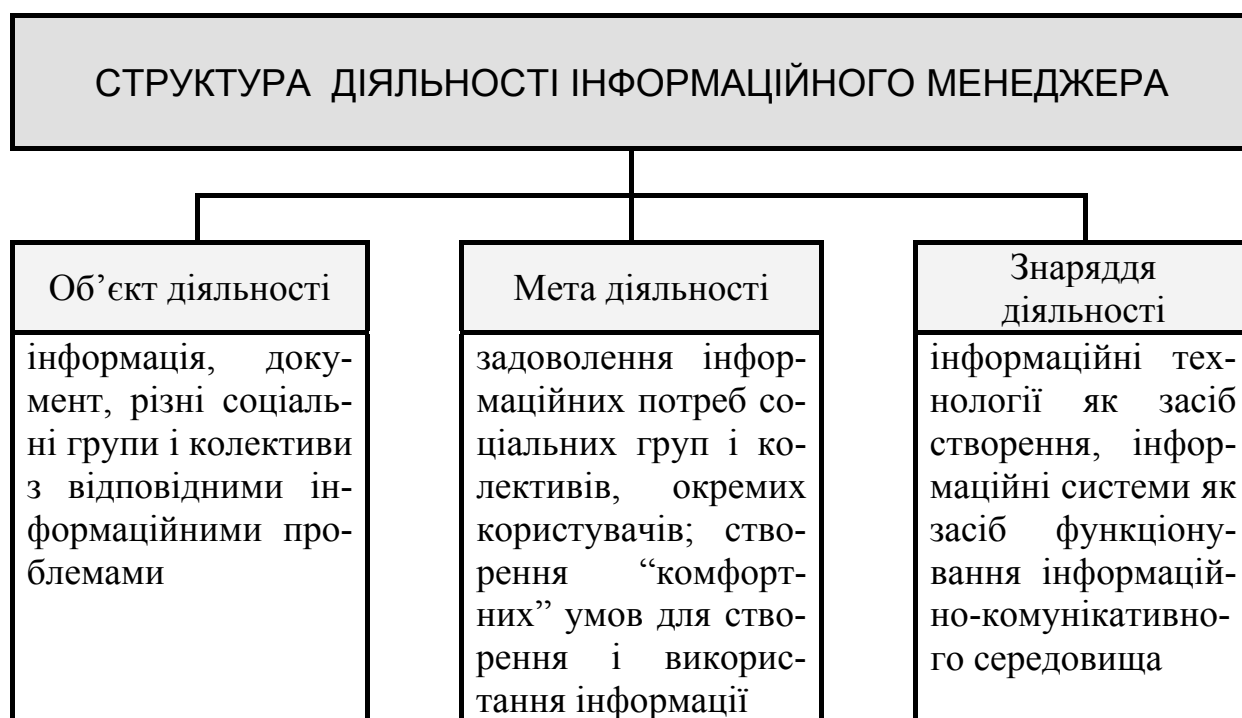 СТРУКТУРА ДІЯЛЬНОСТІ ІНФОРМАЦІЙНОГО МЕНЕДЖЕРА
Об’єкт діяльності
інформація, доку-
мент, різні соціаль-
ні групи і колективи
з відповідними ін-
формаційними про-
блемами
Мета діяльності
задоволення інфор-
маційних потреб со-
ціальних груп і ко-
лективів, окремих
користувачів; ство-
рення “комфорт-
них” умов для ство-
рення і викорис-
тання інформації
Знаряддя
діяльності
інформаційні тех-
нології як засіб
створення, інфор-
маційні системи як
засіб функціону-
вання інформацій-
но-комунікативно-
го середовища